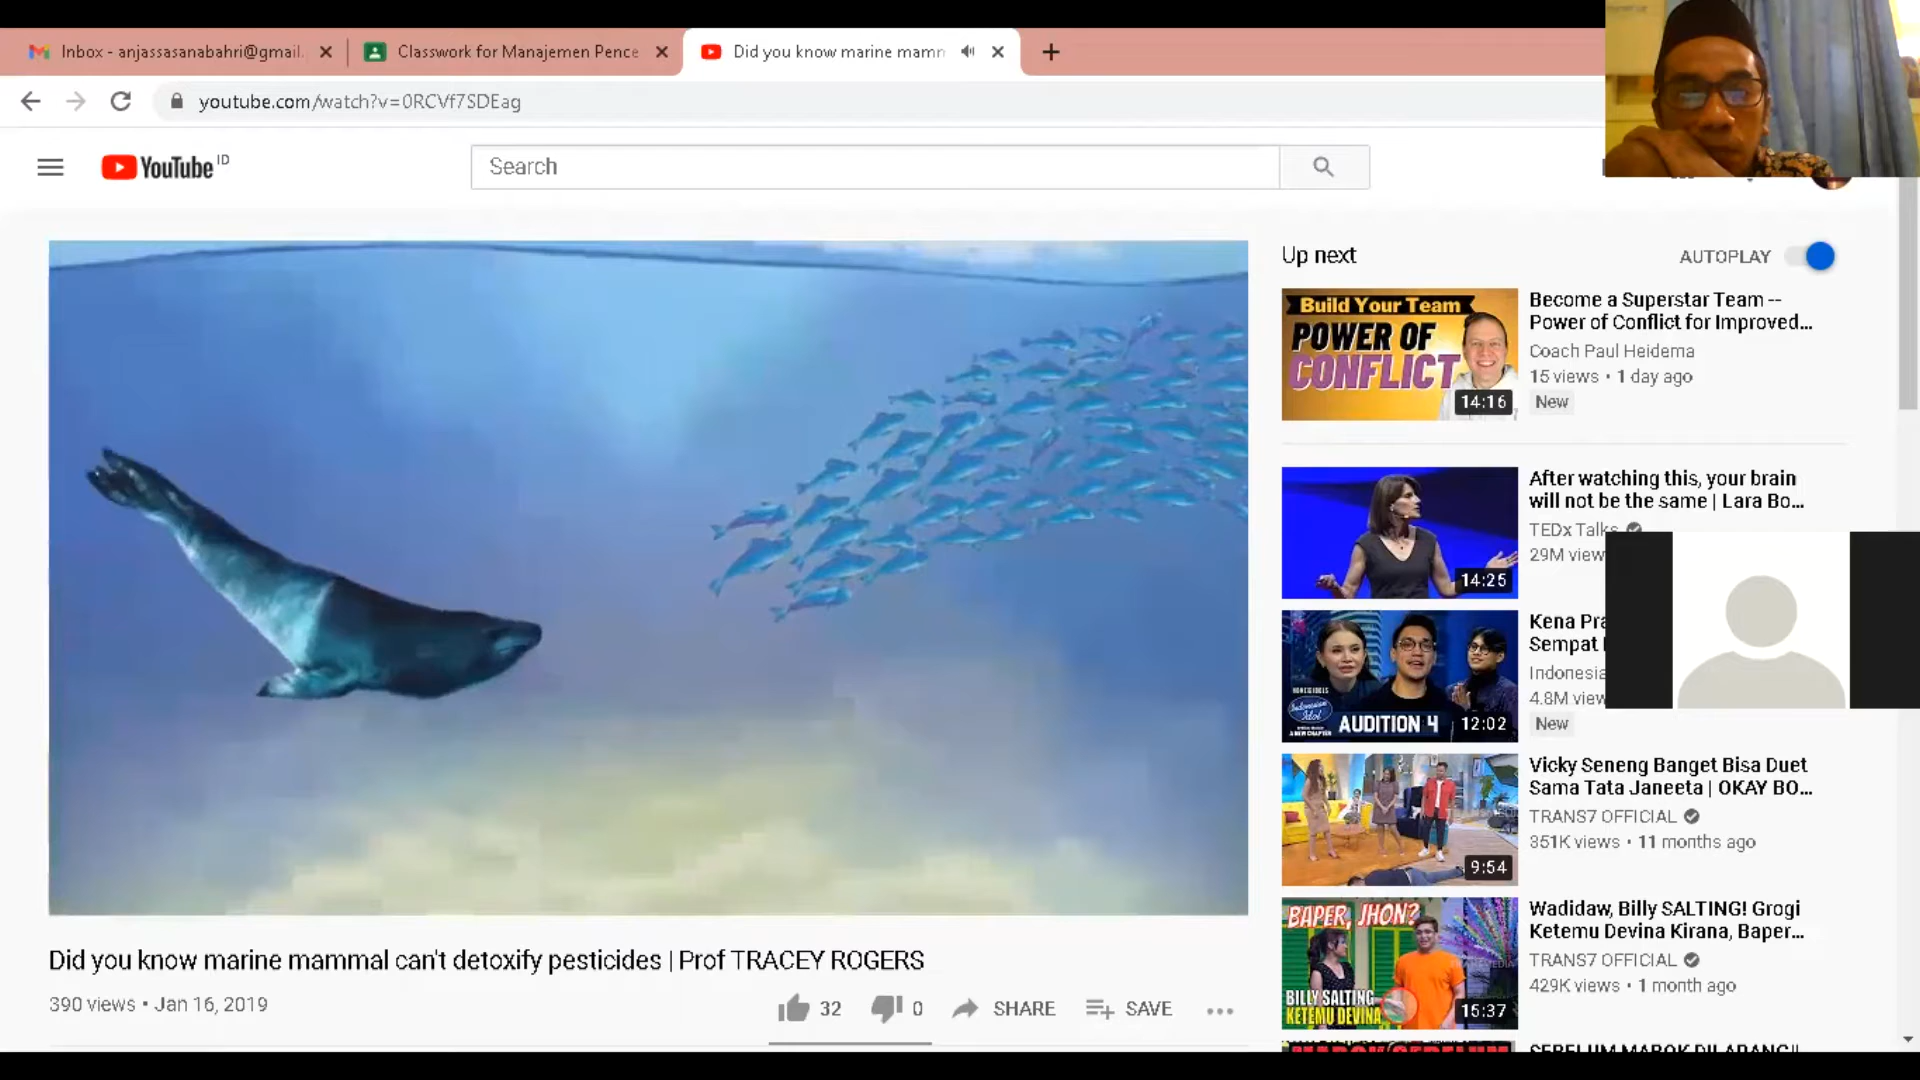 Inbox - anjassasanabahri@gmail.
Classwork for Manajemen Pence
Did you know marine mamm
youtube.com/watch?v=0RCVf7SDEag
YouTube ID
Search
Up next
AUTOPLAY
Build Your Team
POWER OF
CONFLICT
14:16
Become a Superstar Team --
Power of Conflict for Improved...
Coach Paul Heidema
15 views • 1 day ago
New
14:25
After watching this, your brain
will not be the same | Lara Bo...
TEDx Talks
29M view
AUDITION 4
12:02
Kena Pra
Sempat
Indonesia
4.8M view
New
9:54
Vicky Seneng Banget Bisa Duet
Sama Tata Janeeta | OKAY BO...
TRANS7 OFFICIAL
351K views • 11 months ago
BAPER, JHON?
BILLY SALTING
KETEMU DEVINA
15:37
Wadidaw, Billy SALTING! Grogi
Ketemu Devina Kirana, Baper...
TRANS7 OFFICIAL
429K views • 1 month ago
Did you know marine mammal can't detoxify pesticides | Prof TRACEY ROGERS
390 views • Jan 16, 2019
32
0
SHARE
SAVE